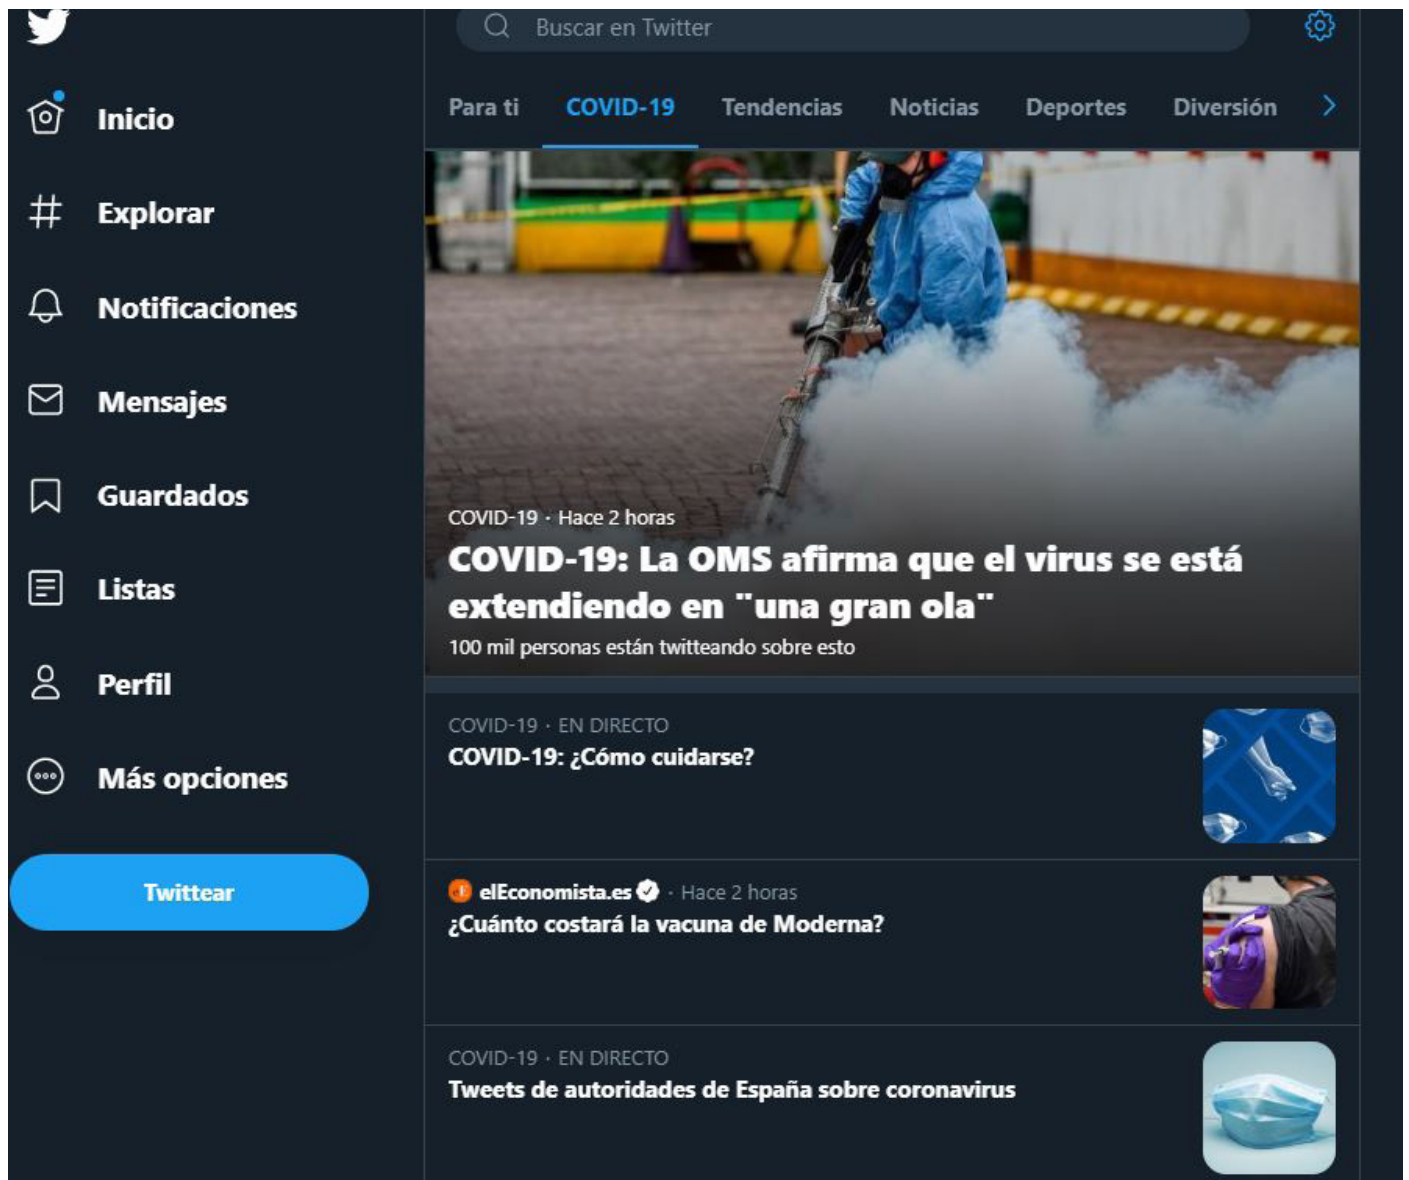 Buscar en Twitter
Inicio
Explorar
Notificaciones
Mensajes
Guardados
Listas
Perfil
Más opciones
Twittear
Para ti
COVID-19
Tendencias
Noticias
Deportes
Diversión
COVID-19 · Hace 2 horas
COVID-19: La OMS afirma que el virus se está
extendiendo en "una gran ola"
100 mil personas están twitteando sobre esto
COVID-19 · EN DIRECTO
COVID-19: ¿Cómo cuidarse?
elEconomista.es · Hace 2 horas
¿Cuánto costará la vacuna de Moderna?
COVID-19 · EN DIRECTO
Tweets de autoridades de España sobre coronavirus